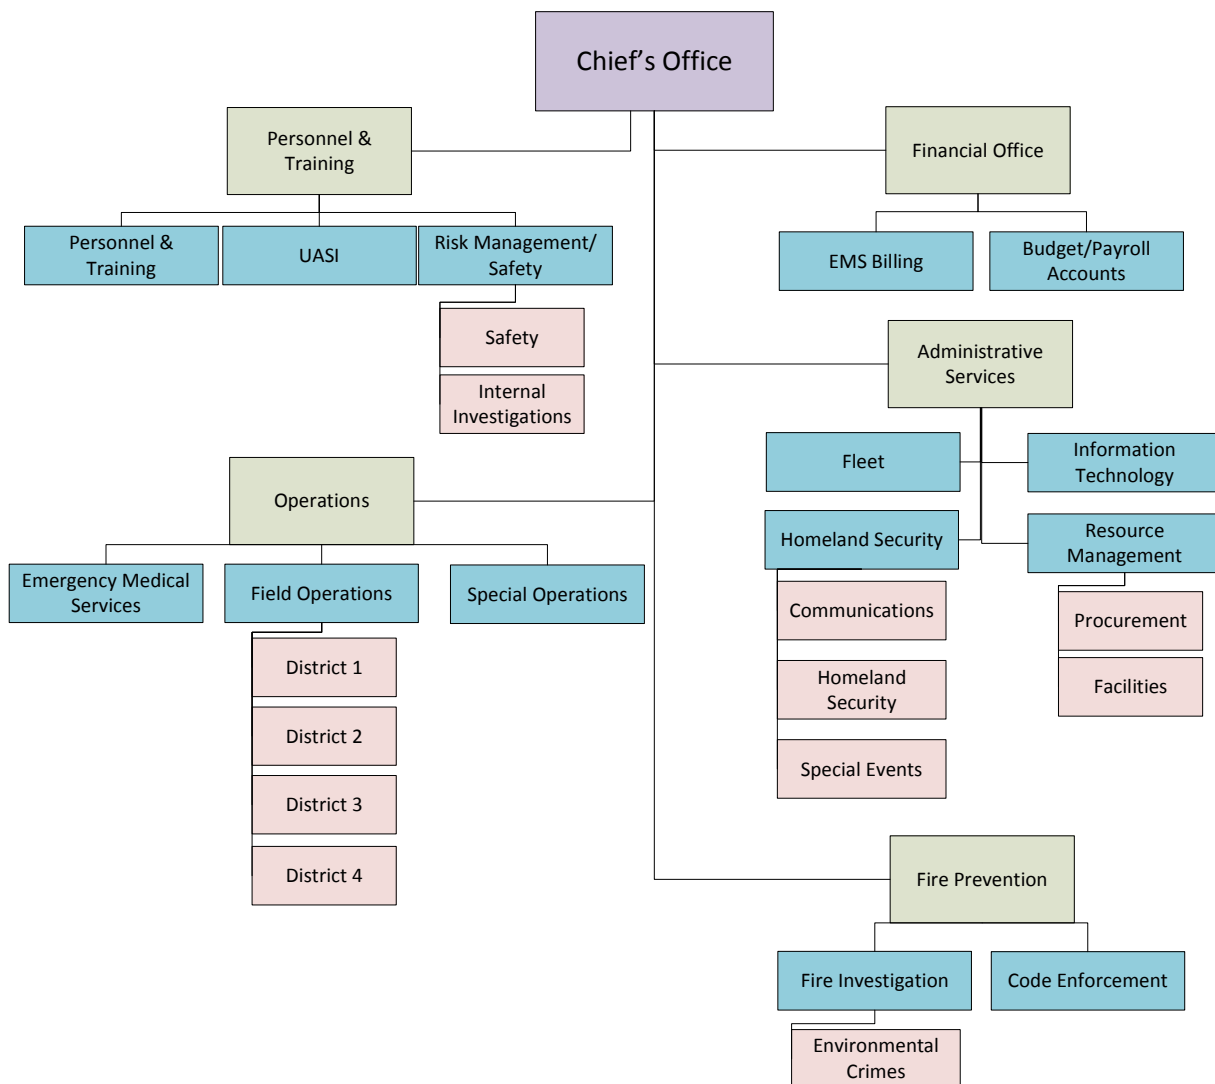 Chief's Office
Personnel &
Training
Financial Office
Personnel &
Training
UASI
Risk Management/
Safety
EMS Billing
Budget/Payroll
Accounts
Safety
Internal
Investigations
Administrative
Services
Fleet
Information
Technology
Operations
Homeland Security
Resource
Management
Emergency Medical
Services
Field Operations
Special Operations
Communications
Procurement
District 1
Homeland
Security
Facilities
District 2
Special Events
District 3
District 4
Fire Prevention
Fire Investigation
Code Enforcement
Environmental
Crimes